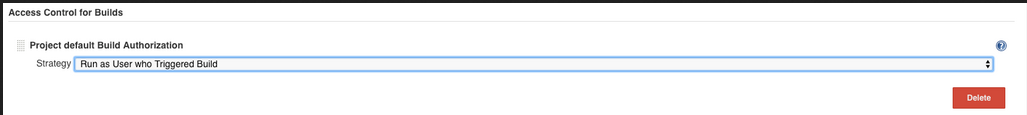 Access Control for Builds
Project default Build Authorization
?
Strategy Run as User who Triggered Build
Delete